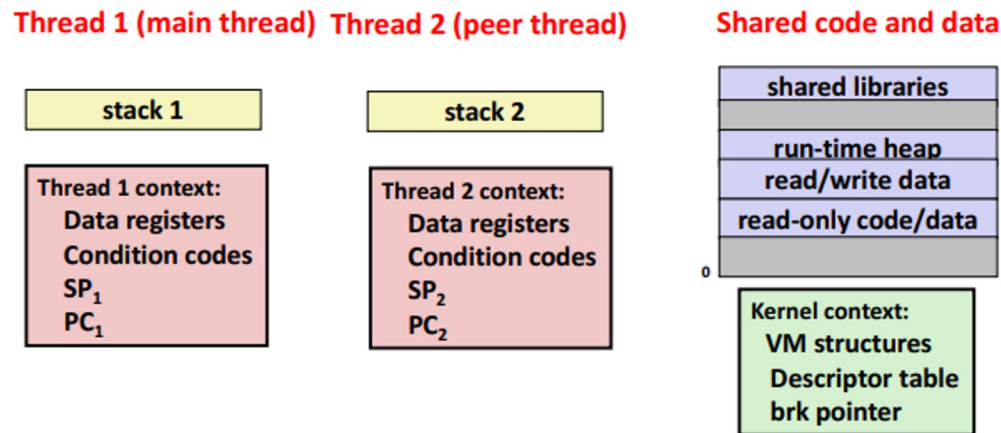 Thread 1 (main thread)
Thread 2 (peer thread)
Shared code and data
stack 1
Thread 1 context:
Data registers
Condition codes
SP1
PC1
stack 2
Thread 2 context:
Data registers
Condition codes
SP2
PC2
shared libraries
run-time heap
read/write data
read-only code/data
0
Kernel context:
VM structures
Descriptor table
brk pointer